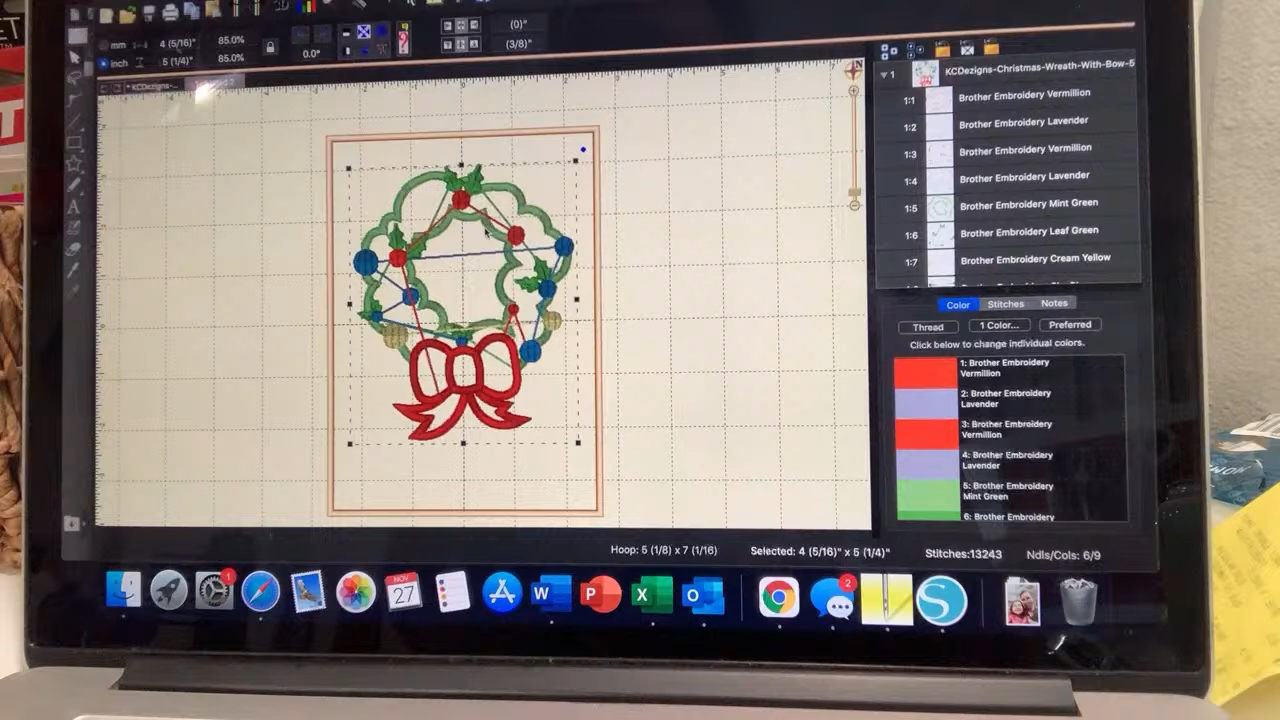 mm
4 (5/16)"
85.0%
(0)"
inch
5 (1/4)"
85.0%
0.0°
(3/8)"
* KCDezigns-...
N
1 KCDezigns-Christmas-Wreath-With-Bow-5
1:1 Brother Embroidery Vermillion
1:2 Brother Embroidery Lavender
1:3 Brother Embroidery Vermillion
1:4 Brother Embroidery Lavender
1:5 Brother Embroidery Mint Green
1:6 Brother Embroidery Leaf Green
1:7 Brother Embroidery Cream Yellow
Color Stitches Notes
Thread 1 Color... Preferred
Click below to change individual colors.
1: Brother Embroidery
Vermillion
2: Brother Embroidery
Lavender
3: Brother Embroidery
Vermillion
4: Brother Embroidery
Lavender
5: Brother Embroidery
Mint Green
6: Brother Embroidery
Hoop: 5 (1/8) x 7 (1/16) Selected: 4 (5/16)" x 5 (1/4)" Stitches:13243 Ndls/Cols: 6/9
1
NOV
27
W
P
X
O
2
S